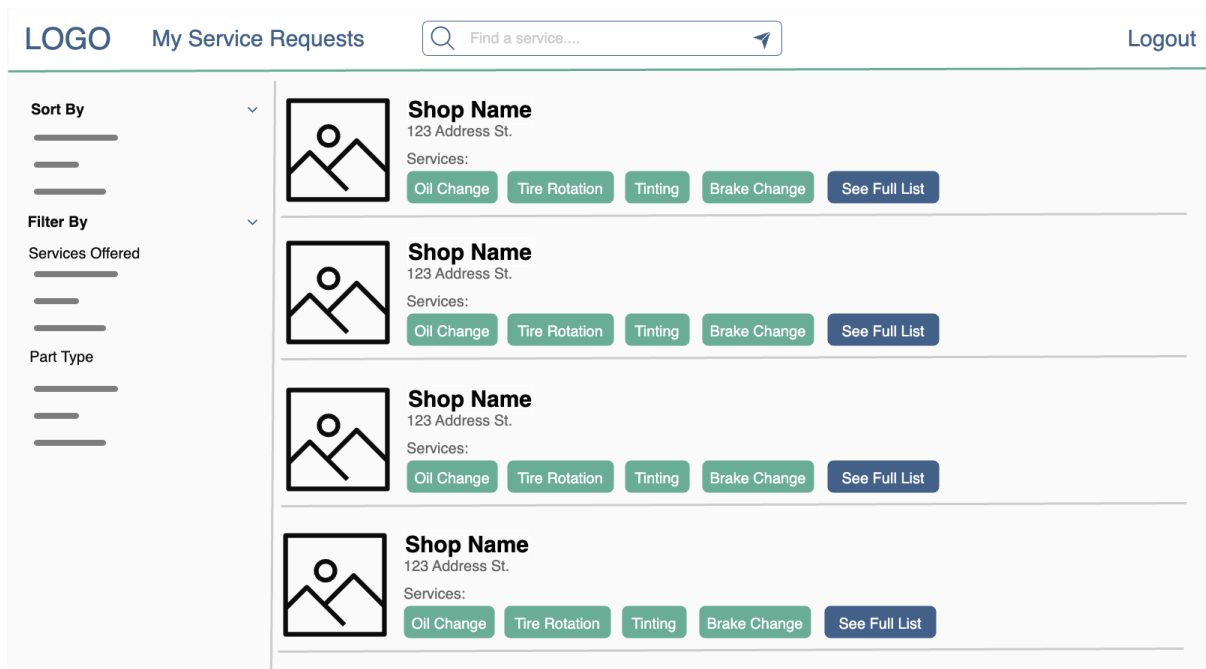 LOGO My Service Requests Find a service.... Logout
Sort By
Filter By
Services Offered
Part Type
Shop Name
123 Address St.
Services:
Oil Change Tire Rotation Tinting Brake Change See Full List
Shop Name
123 Address St.
Services:
Oil Change Tire Rotation Tinting Brake Change See Full List
Shop Name
123 Address St.
Services:
Oil Change Tire Rotation Tinting Brake Change See Full List
Shop Name
123 Address St.
Services:
Oil Change Tire Rotation Tinting Brake Change See Full List